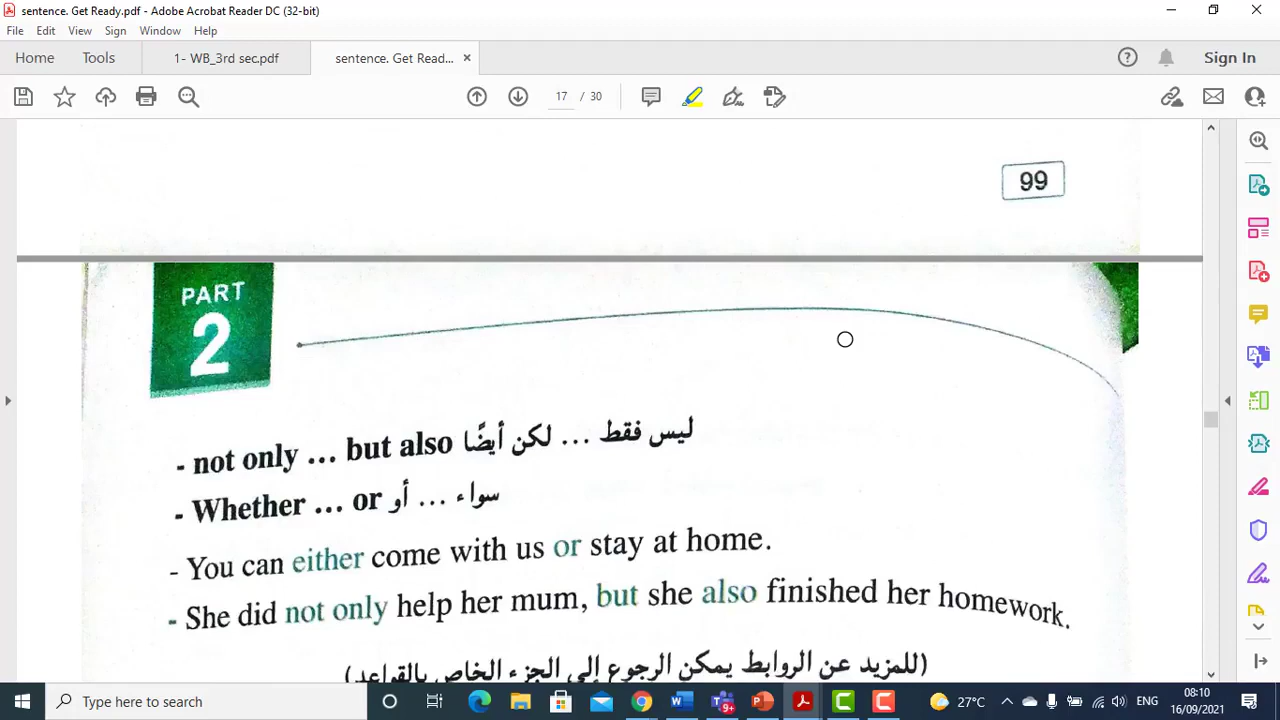 sentence. Get Ready.pdf - Adobe Acrobat Reader DC (32-bit)
File Edit View Sign Window Help
Home Tools 1- WB_3rd sec.pdf sentence. Get Read... ×
17 / 30
Sign In
99
PART
2
- not only ... but also ليس فقط ... لكن أيضًا
- Whether ... or سواء ... أو
- You can either come with us or stay at home.
- She did not only help her mum, but she also finished her homework.
(للمزيد عن الروابط يمكن الرجوع إلى الجزء الخاص بالقواعد)
Type here to search
9+
27°C
ENG
08:10
16/09/2021